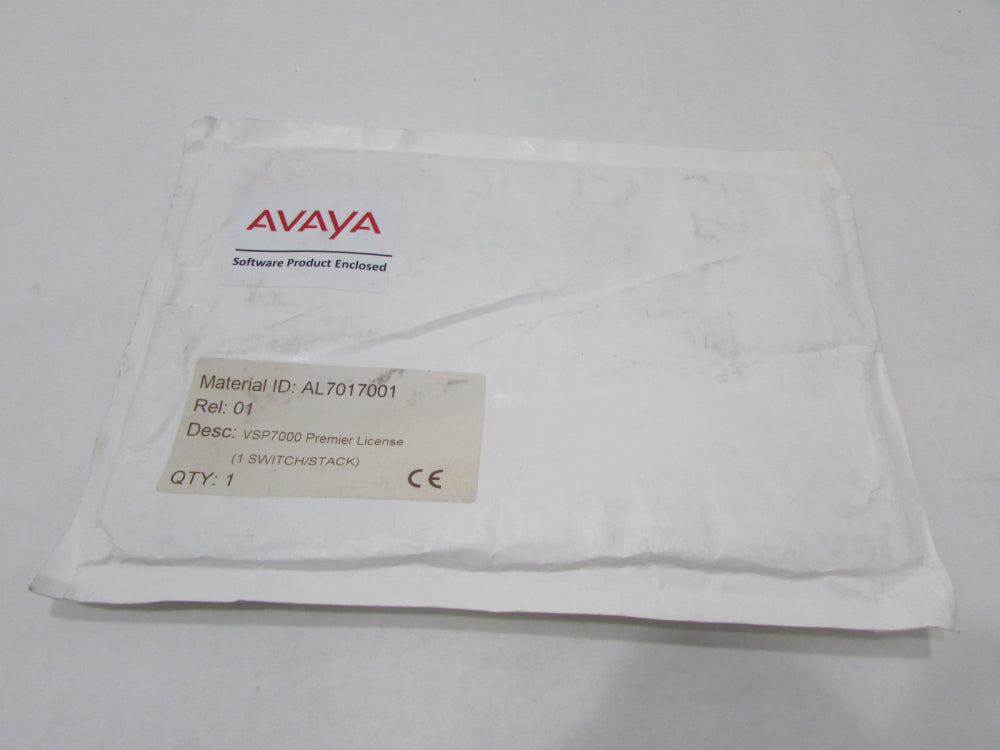 AVAYA
Software Product Enclosed
Material ID: AL7017001
Rel: 01
Desc: VSP7000 Premier License
(1 SWITCH/STACK)
QTY: 1 CE